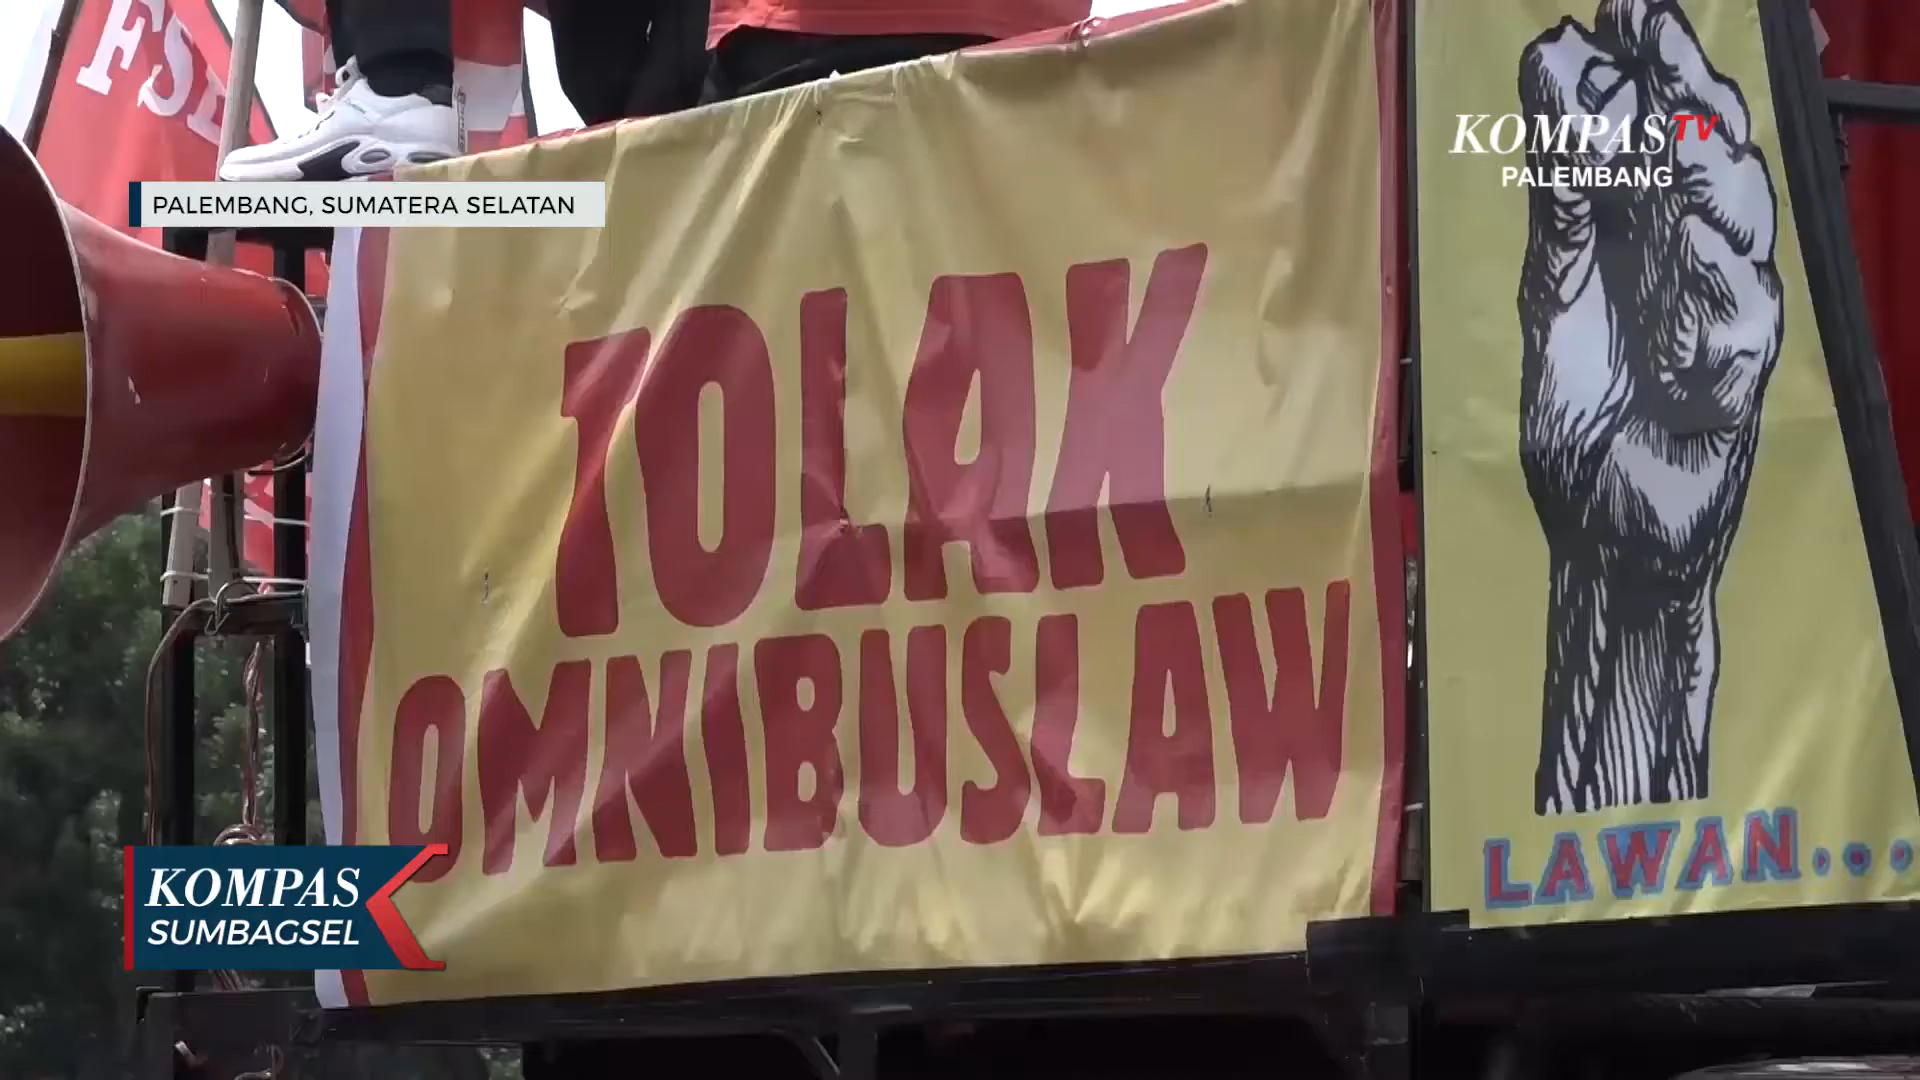 KOMPAS TV
PALEMBANG
PALEMBANG, SUMATERA SELATAN
TOLAK
OMNIBUSLAW
LAWAN...
KOMPAS
SUMBAGSEL